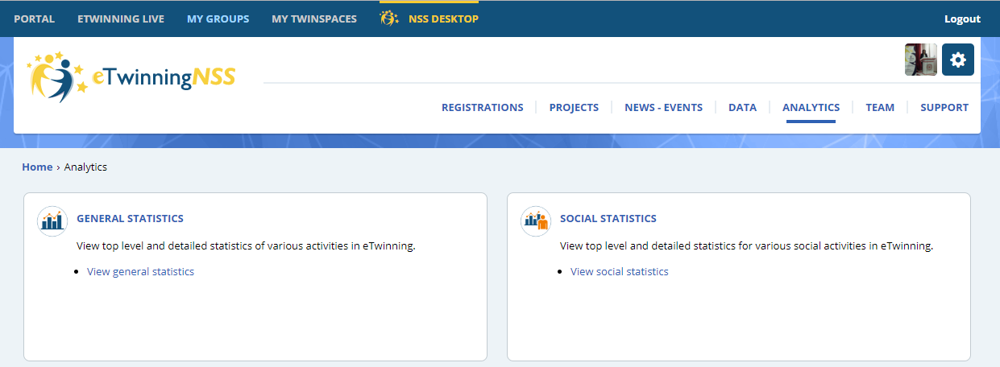 PORTAL ETWINNING LIVE MY GROUPS MY TWINSPACES NSS DESKTOP Logout
eTwinningNSS
REGISTRATIONS PROJECTS NEWS - EVENTS DATA ANALYTICS TEAM SUPPORT
Home › Analytics
GENERAL STATISTICS
View top level and detailed statistics of various activities in eTwinning.
• View general statistics
SOCIAL STATISTICS
View top level and detailed statistics for various social activities in eTwinning.
• View social statistics